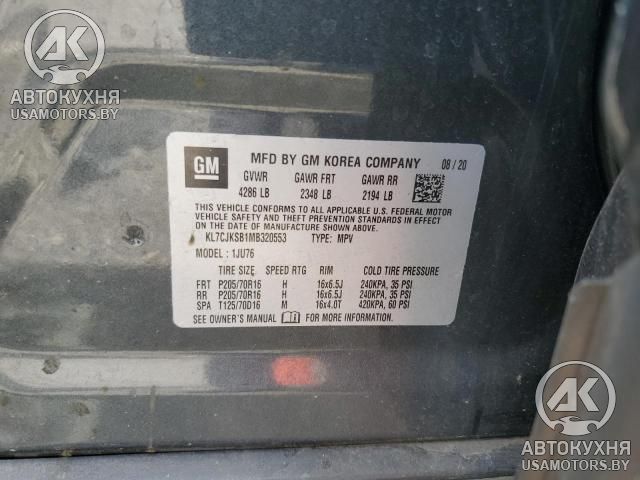 AK
АВТОКУХНЯ
USAMOTORS.BY
GM
MFD BY GM KOREA COMPANY 08/20
GVWR GAWR FRT GAWR RR
4286 LB 2348 LB 2194 LB
THIS VEHICLE CONFORMS TO ALL APPLICABLE U.S. FEDERAL MOTOR
VEHICLE SAFETY AND THEFT PREVENTION STANDARDS IN EFFECT
ON THE DATE OF MANUFACTURE SHOWN ABOVE.
KL7CJKSB1MB320553 TYPE: MPV
MODEL: 1JU76
TIRE SIZE SPEED RTG RIM COLD TIRE PRESSURE
FRT P205/70R16 H 16x6.5J 240KPA, 35 PSI
RR P205/70R16 H 16x6.5J 240KPA, 35 PSI
SPA T125/70D16 M 16x4.0T 420KPA, 60 PSI
SEE OWNER'S MANUAL FOR MORE INFORMATION.
AK
АВТОКУХНЯ
USAMOTORS.BY